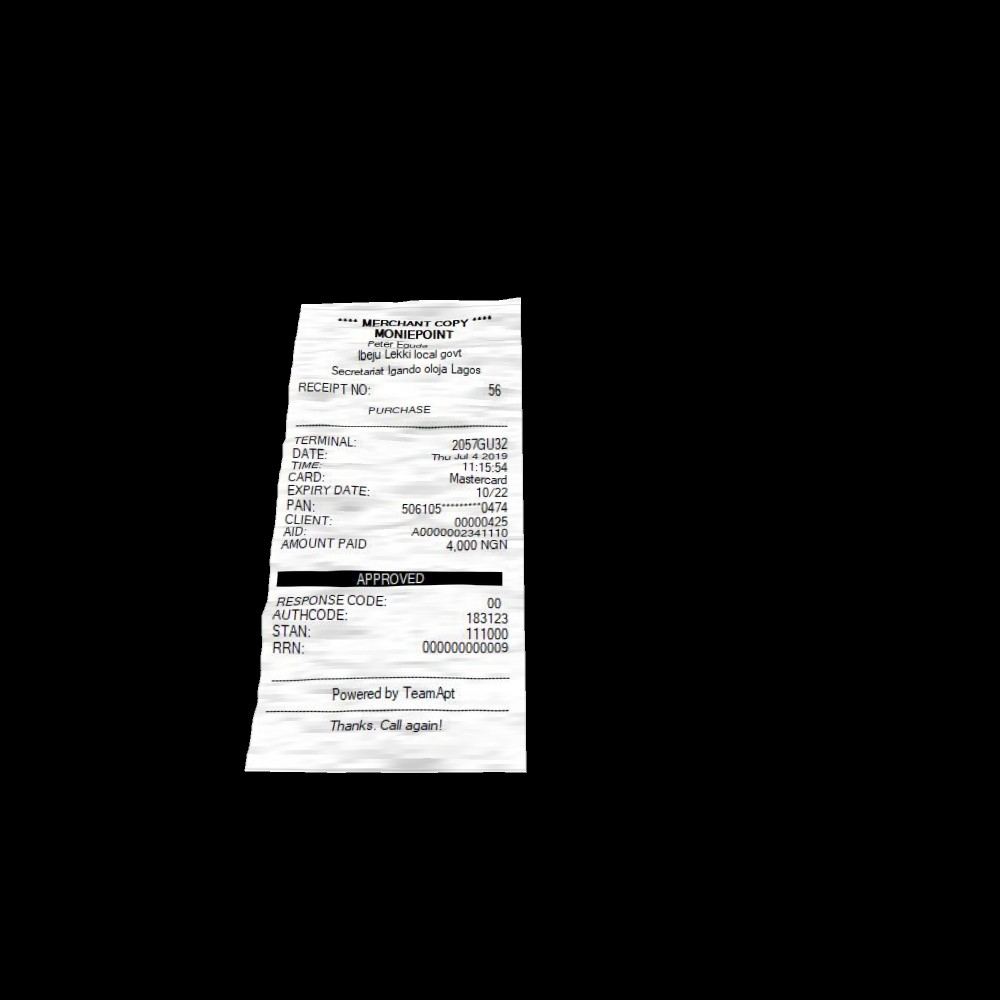 **** MERCHANT COPY ****
MONIEPOINT
Peter Eguda
Ibeju Lekki local govt
Secretariat Igando oloja Lagos
RECEIPT NO: 56
PURCHASE
TERMINAL: 2057GU32
DATE: Thu Jul 4 2019
TIME: 11:15:54
CARD: Mastercard
EXPIRY DATE: 10/22
PAN: 506105*********0474
CLIENT: 00000425
AID: A0000002341110
AMOUNT PAID 4,000 NGN
APPROVED
RESPONSE CODE: 00
AUTHCODE: 183123
STAN: 111000
RRN: 000000000009
Powered by TeamApt
Thanks. Call again!